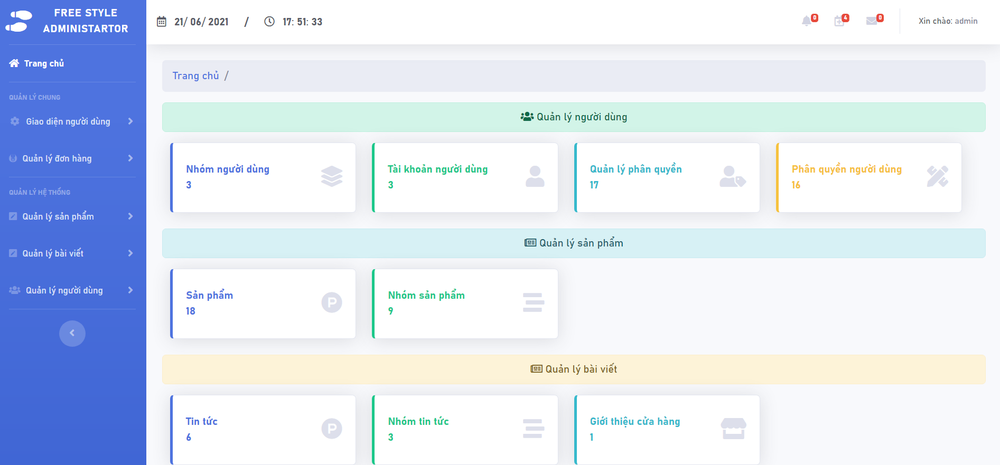 FREE STYLE
ADMINISTARTOR
21/ 06/ 2021 / 17: 51: 33
0
4
0
Xin chào: admin
Trang chủ
QUẢN LÝ CHUNG
Giao diện người dùng
Quản lý đơn hàng
QUẢN LÝ HỆ THỐNG
Quản lý sản phẩm
Quản lý bài viết
Quản lý người dùng
Trang chủ /
Quản lý người dùng
Nhóm người dùng
3
Tài khoản người dùng
3
Quản lý phân quyền
17
Phân quyền người dùng
16
Quản lý sản phẩm
Sản phẩm
18
P
Nhóm sản phẩm
9
Quản lý bài viết
Tin tức
6
P
Nhóm tin tức
3
Giới thiệu cửa hàng
1